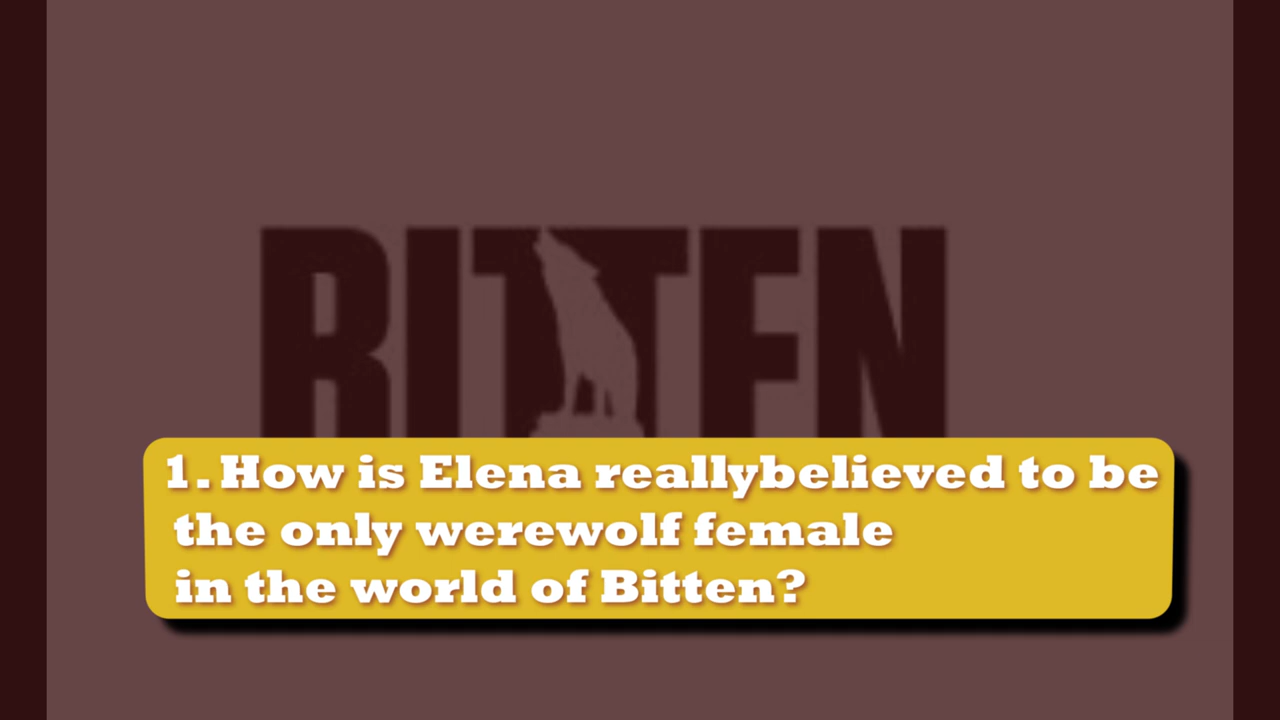 BITTEN
1. How is Elena reallybelieved to be
the only werewolf female
in the world of Bitten?